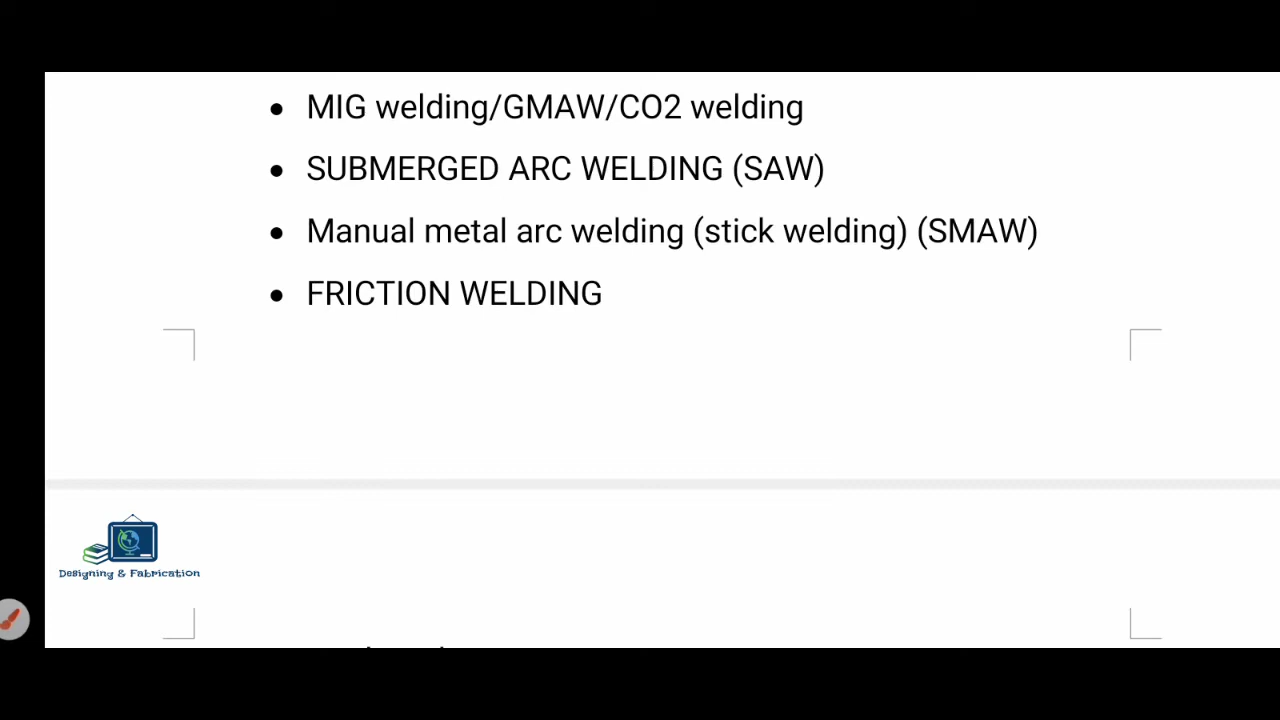 • MIG welding/GMAW/CO2 welding
• SUBMERGED ARC WELDING (SAW)
• Manual metal arc welding (stick welding) (SMAW)
• FRICTION WELDING
Designing & Fabrication